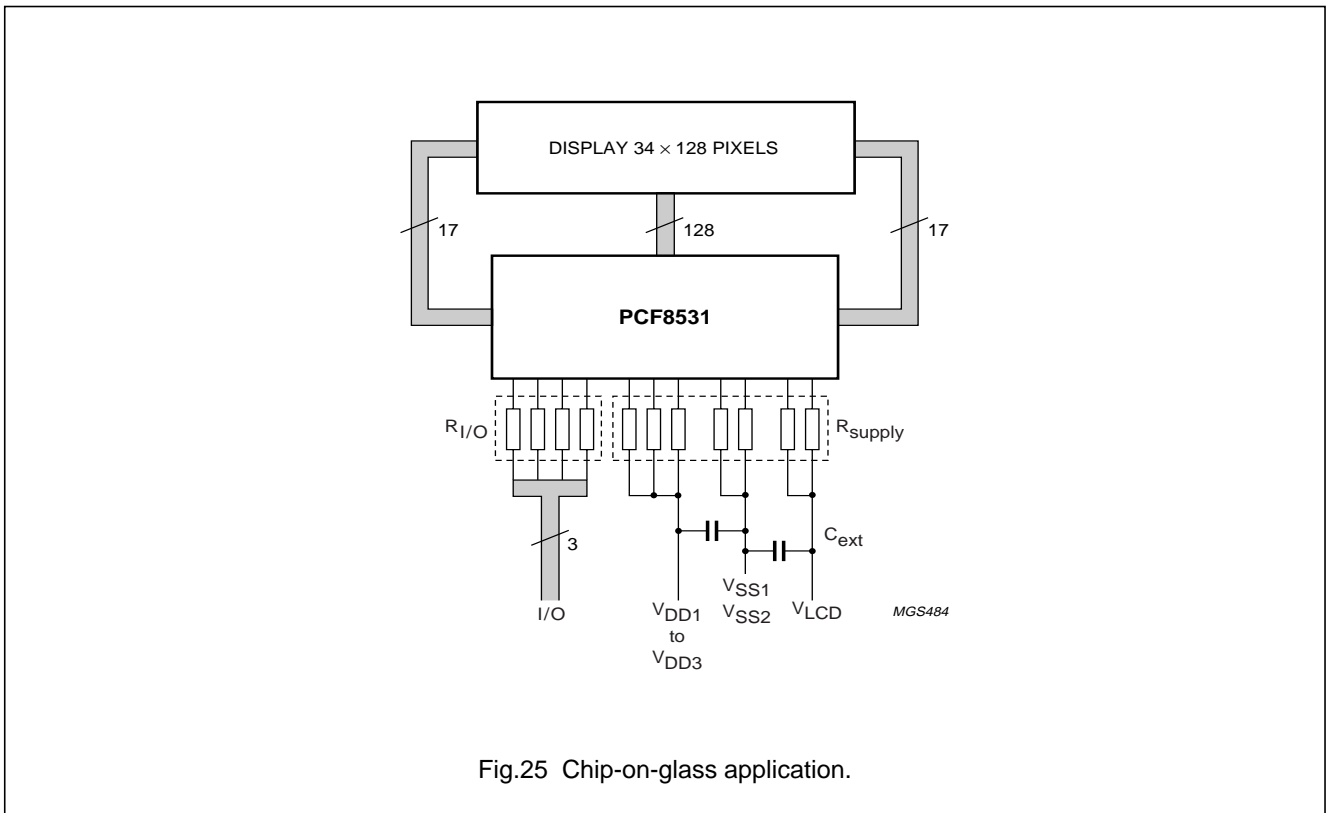 DISPLAY 34 × 128 PIXELS
17
128
17
PCF8531
RI/O
Rsupply
3
Cext
I/O
VDD1
to
VDD3
VSS1
VSS2
VLCD
MGS484
Fig.25 Chip-on-glass application.